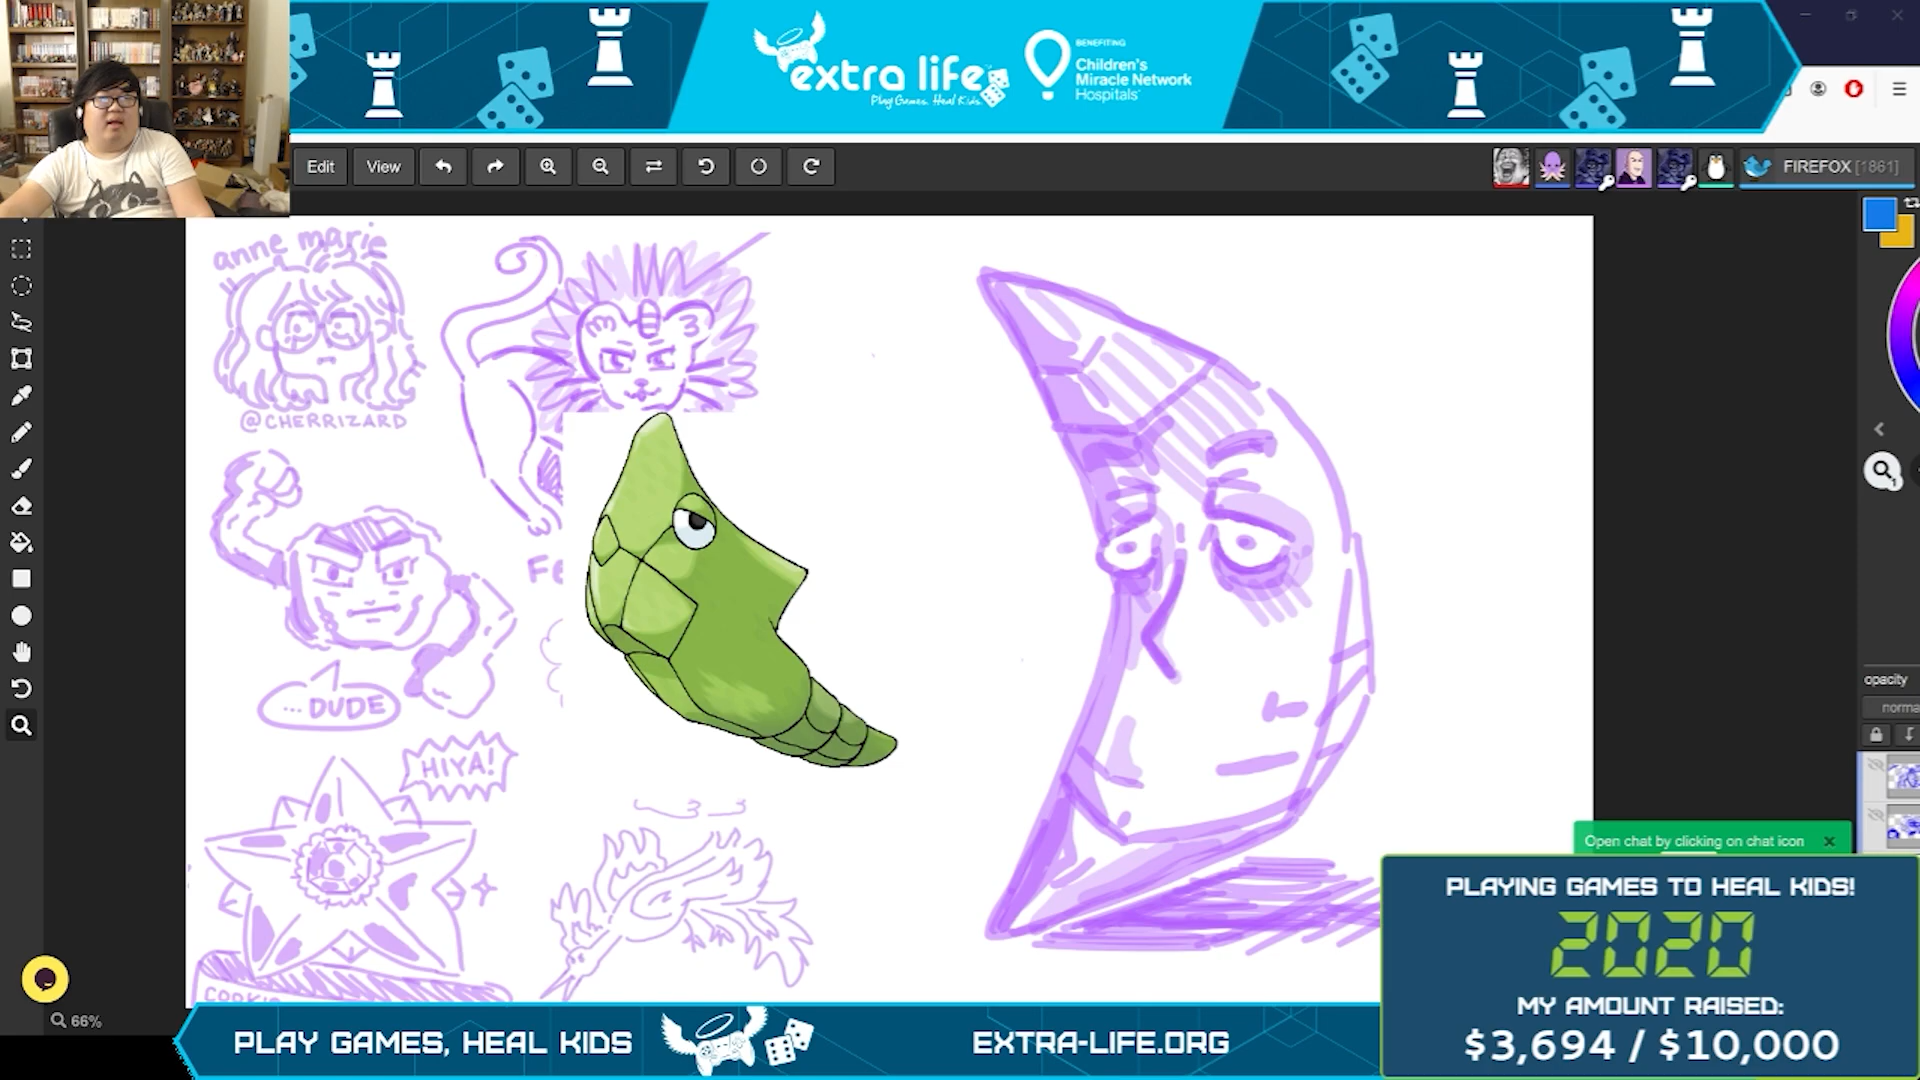 extra life
Play Games. Heal Kids.
BENEFITING
Children's
Miracle Network
Hospitals
Edit
View
FIREFOX [1861]
anne marie
@CHERRIZARD
... DUDE
HIYA!
opacity
Open chat by clicking on chat icon
PLAYING GAMES TO HEAL KIDS!
2020
MY AMOUNT RAISED:
$3,694 / $10,000
66%
PLAY GAMES, HEAL KIDS
EXTRA-LIFE.ORG